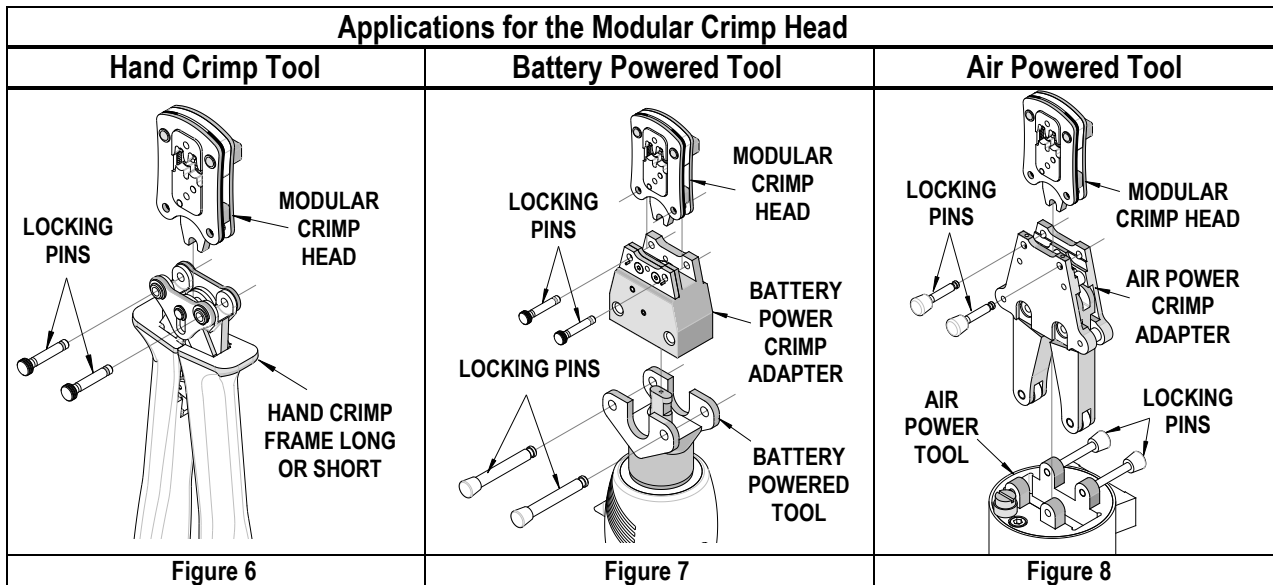 Applications for the Modular Crimp Head
Hand Crimp Tool
Battery Powered Tool
Air Powered Tool
MODULAR
CRIMP
HEAD
LOCKING
PINS
HAND CRIMP
FRAME LONG
OR SHORT
MODULAR
CRIMP
HEAD
LOCKING
PINS
BATTERY
POWER
CRIMP
ADAPTER
LOCKING PINS
BATTERY
POWERED
TOOL
LOCKING
PINS
MODULAR
CRIMP HEAD
AIR POWER
CRIMP
ADAPTER
AIR
POWER
TOOL
LOCKING
PINS
Figure 6
Figure 7
Figure 8